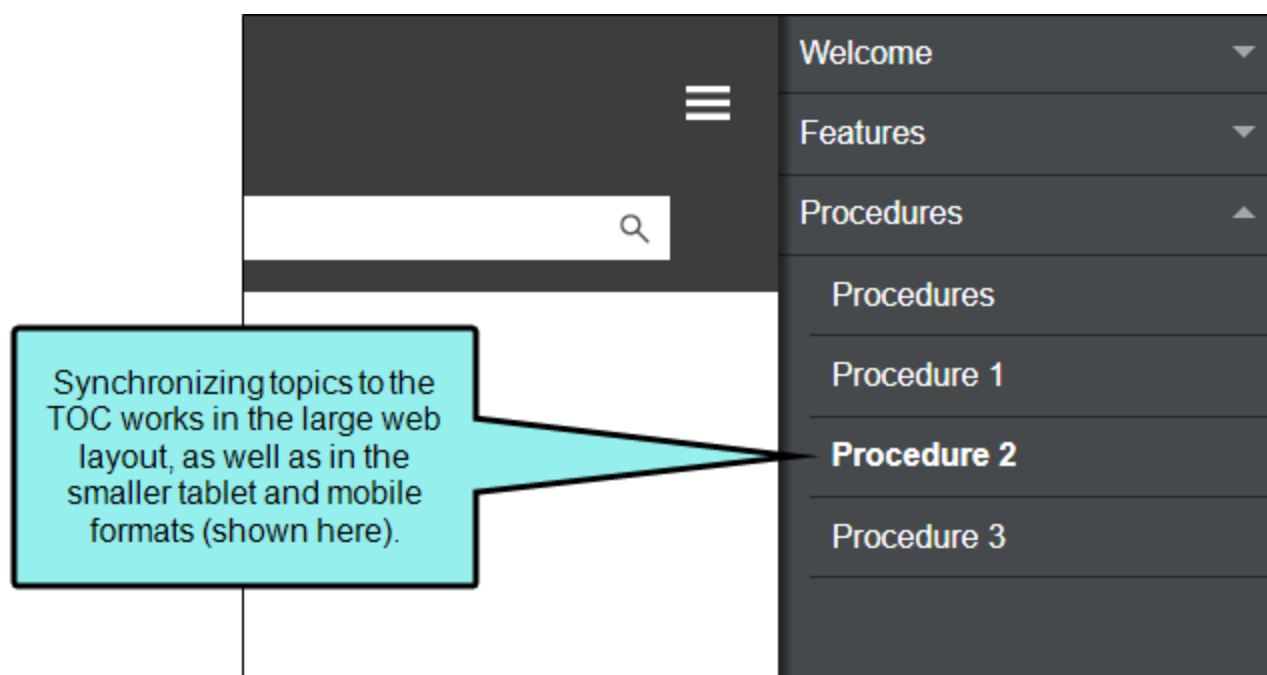 Welcome
Features
Procedures
Procedures
Procedure 1
Procedure 2
Procedure 3
Synchronizing topics to the
TOC works in the large web
layout, as well as in the
smaller tablet and mobile
formats (shown here).